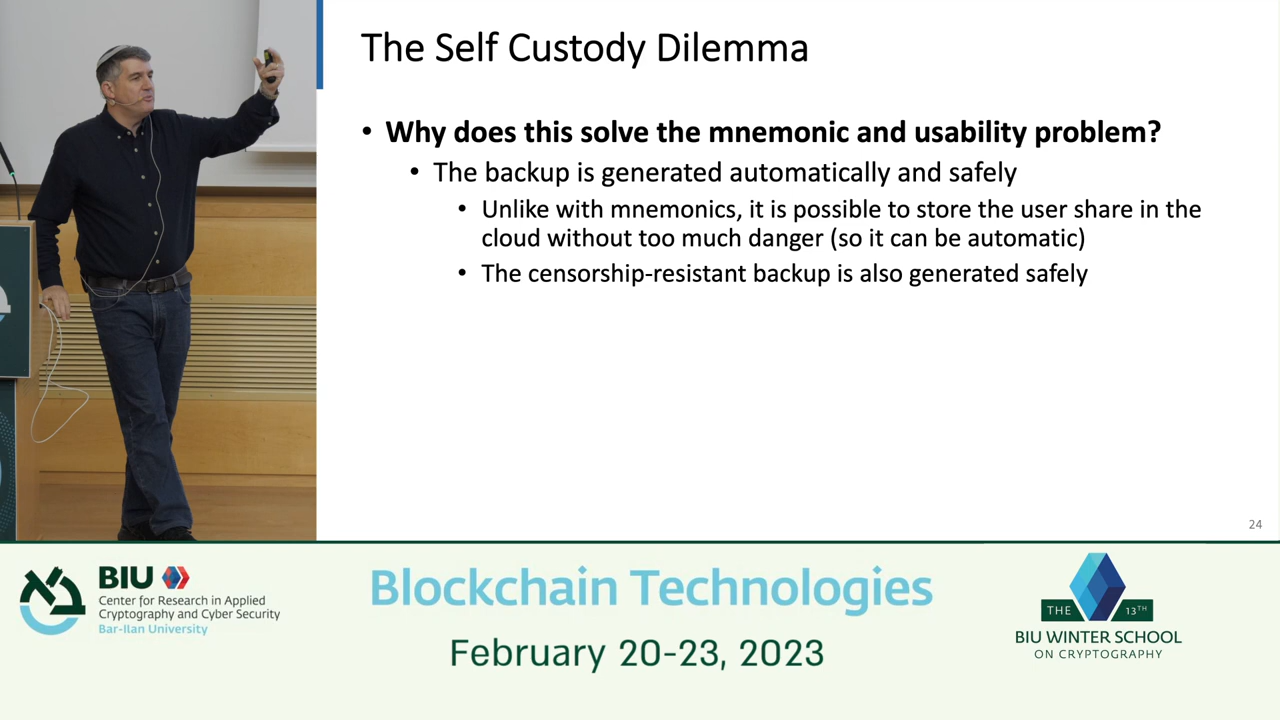 The Self Custody Dilemma
• Why does this solve the mnemonic and usability problem?
• The backup is generated automatically and safely
• Unlike with mnemonics, it is possible to store the user share in the
cloud without too much danger (so it can be automatic)
• The censorship-resistant backup is also generated safely
24
BIU
Center for Research in Applied
Cryptography and Cyber Security
Bar-Ilan University
Blockchain Technologies
February 20-23, 2023
THE 13TH
BIU WINTER SCHOOL
ON CRYPTOGRAPHY